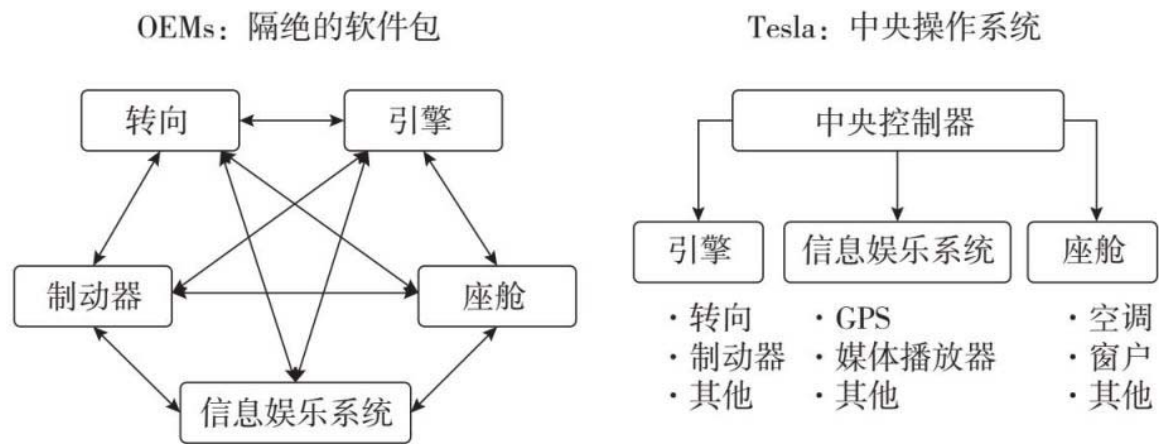 OEMs：隔绝的软件包
转向
引擎
制动器
座舱
信息娱乐系统
Tesla：中央操作系统
中央控制器
引擎
信息娱乐系统
座舱
·转向
·制动器
·其他
·GPS
·媒体播放器
·其他
·空调
·窗户
·其他